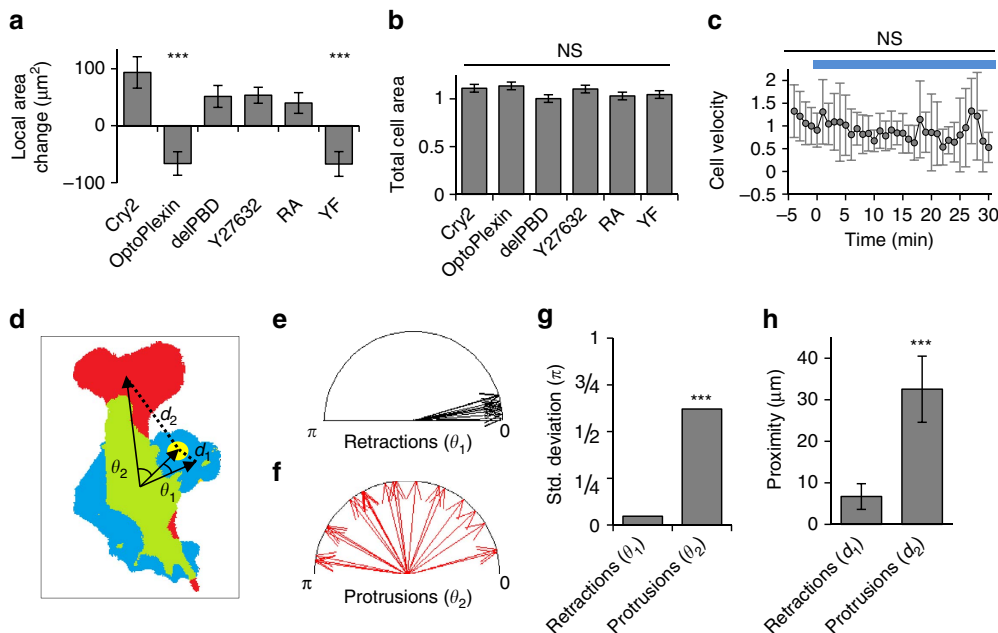 a
Local area
change (μm²)
100
0
−100
***
***
Cry2
OptoPlexin
delPBD
Y27632
RA
YF
b
NS
Total cell area
1
0.5
0
Cry2
OptoPlexin
delPBD
Y27632
RA
YF
c
NS
Cell velocity
2
1.5
1
0.5
0
−0.5
−5 0 5 10 15 20 25 30
Time (min)
d
d2
d1
θ2
θ1
e
π
0
Retractions (θ1)
f
π
0
Protrusions (θ2)
g
Std. deviation (π)
1
3/4
1/2
1/4
0
***
Retractions (θ1)
Protrusions (θ2)
h
Proximity (μm)
40
30
20
10
0
***
Retractions (d1)
Protrusions (d2)